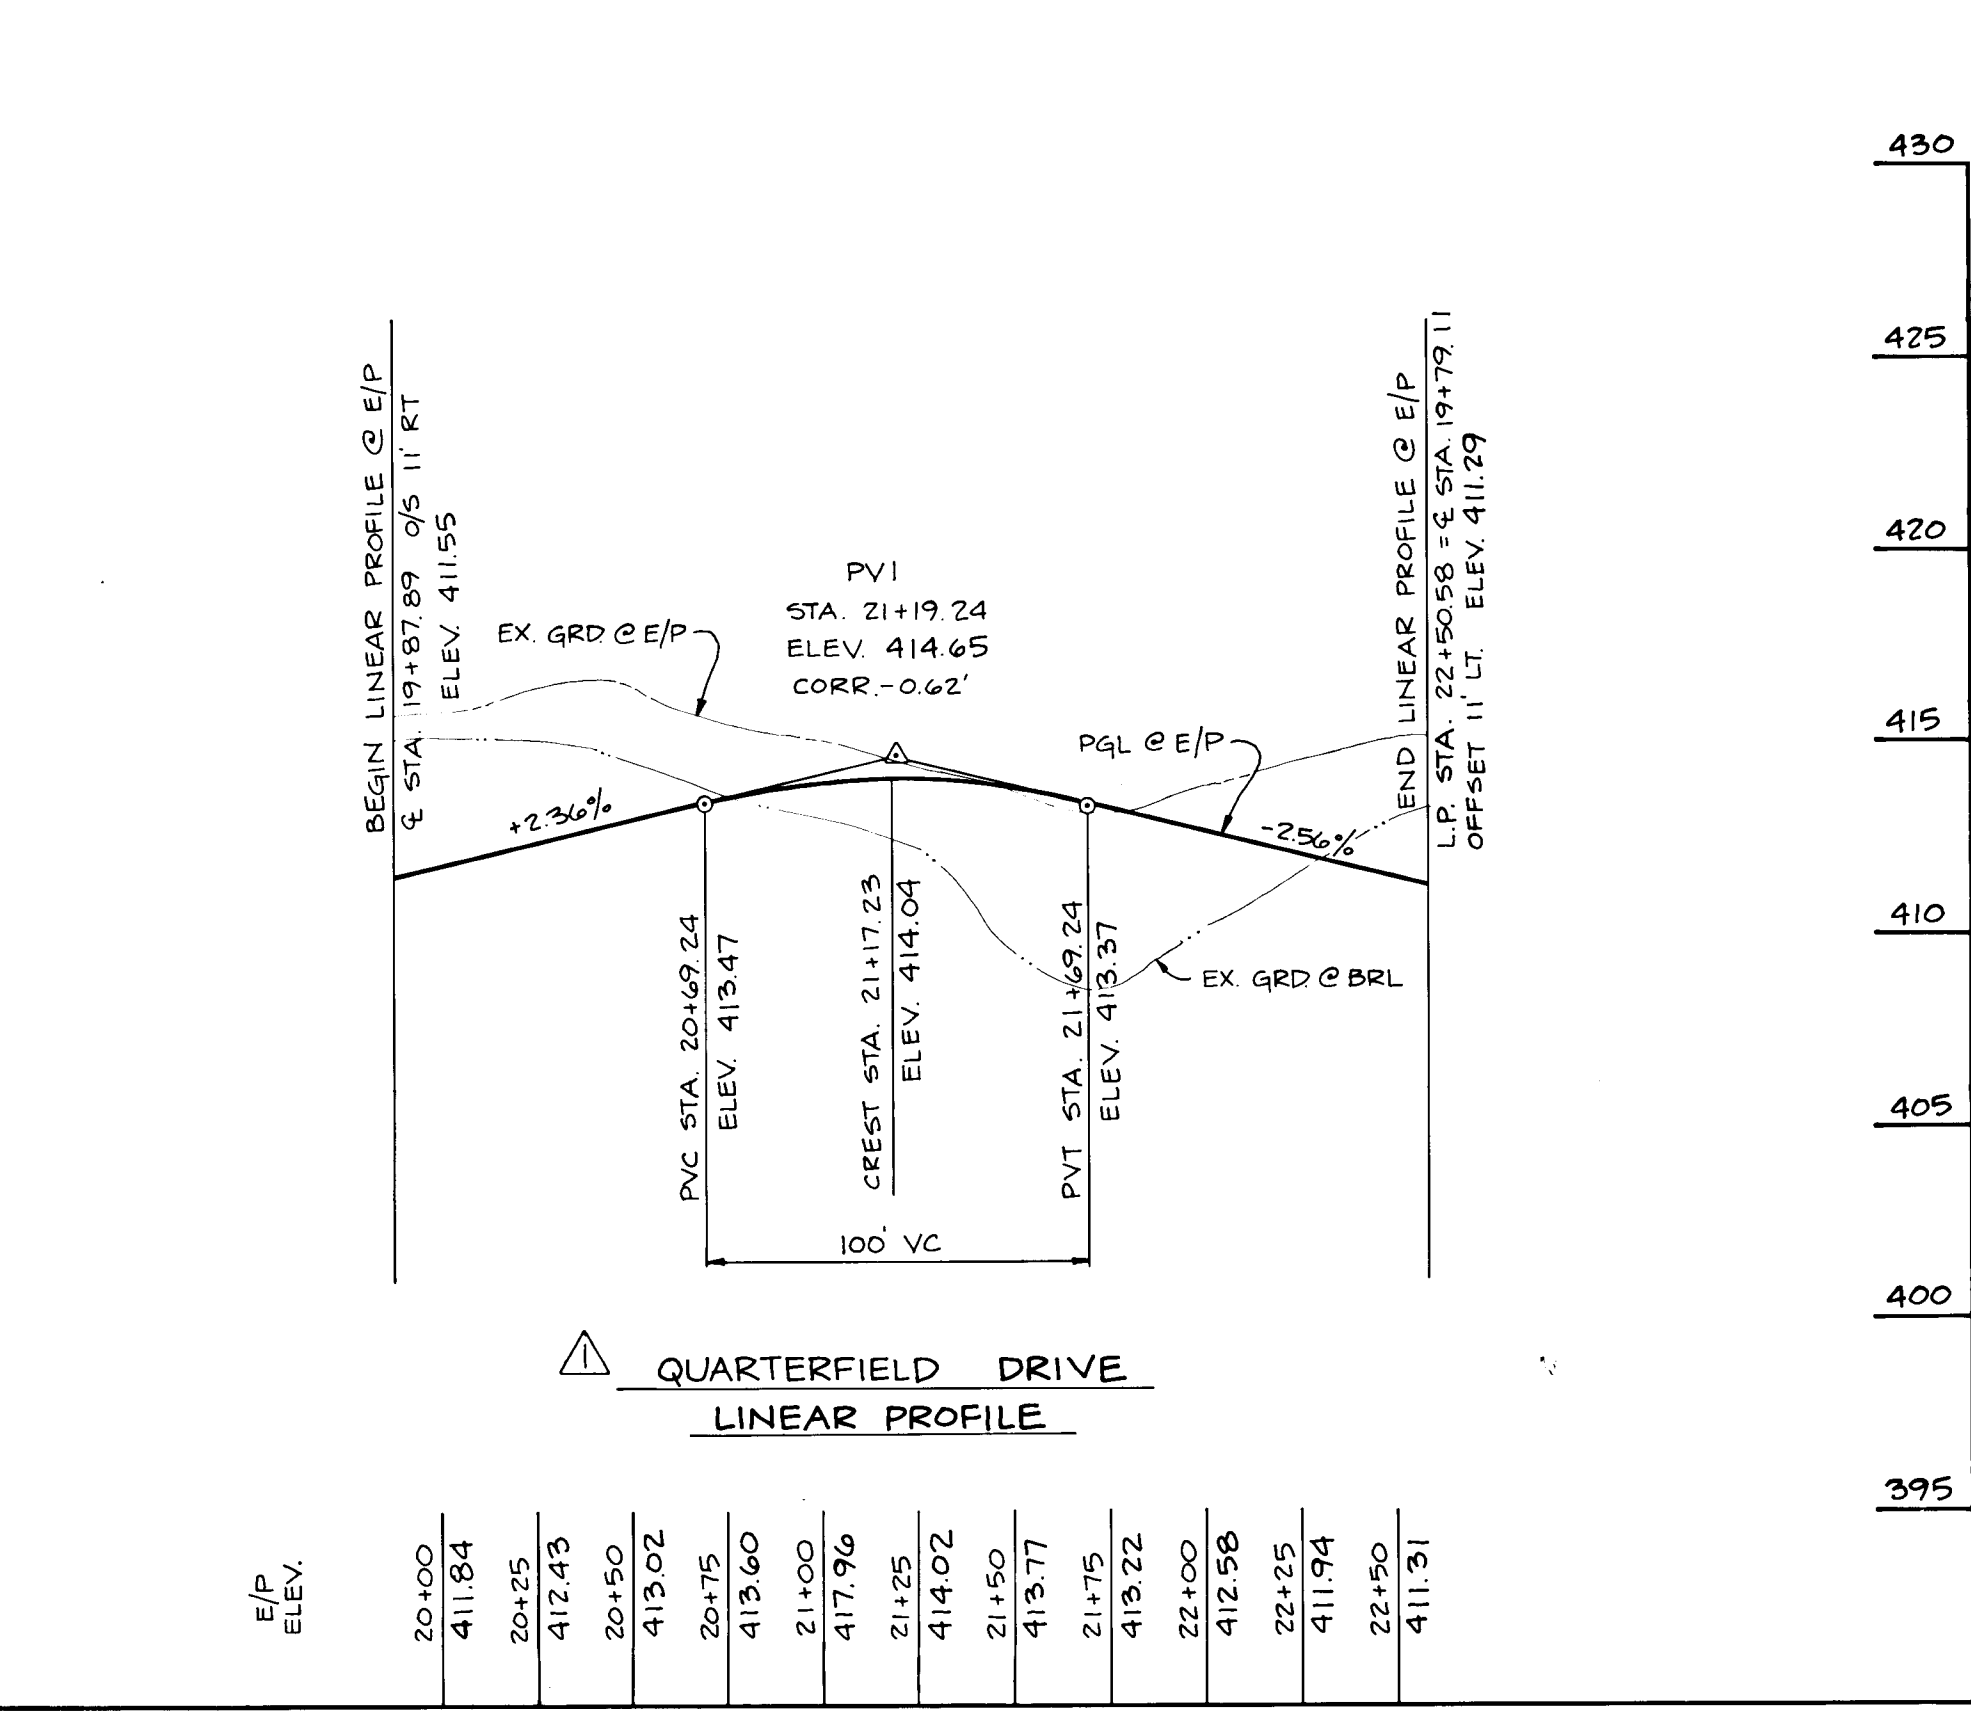 430
425
420
415
410
405
400
395
BEGIN LINEAR PROFILE @ E/P
℄ STA. 19+87.89 O/S 11' RT
ELEV. 411.55
EX. GRD. @ E/P
PVI
STA. 21+19.24
ELEV. 414.65
CORR.-0.62'
PGL @ E/P
END LINEAR PROFILE @ E/P
L.P. STA. 22+50.58 = ℄ STA. 19+79.11
OFFSET 11' LT. ELEV. 411.29
+2.36%
-2.56%
PVC STA. 20+69.24
ELEV. 413.47
CREST STA. 21+17.23
ELEV. 414.04
PVT STA. 21+69.24
ELEV. 413.37
EX. GRD. @ BRL
100' VC
1
QUARTERFIELD DRIVE
LINEAR PROFILE
E/P
ELEV.
20+00
411.84
20+25
412.43
20+50
413.02
20+75
413.60
21+00
417.96
21+25
414.02
21+50
413.77
21+75
413.22
22+00
412.58
22+25
411.94
22+50
411.31